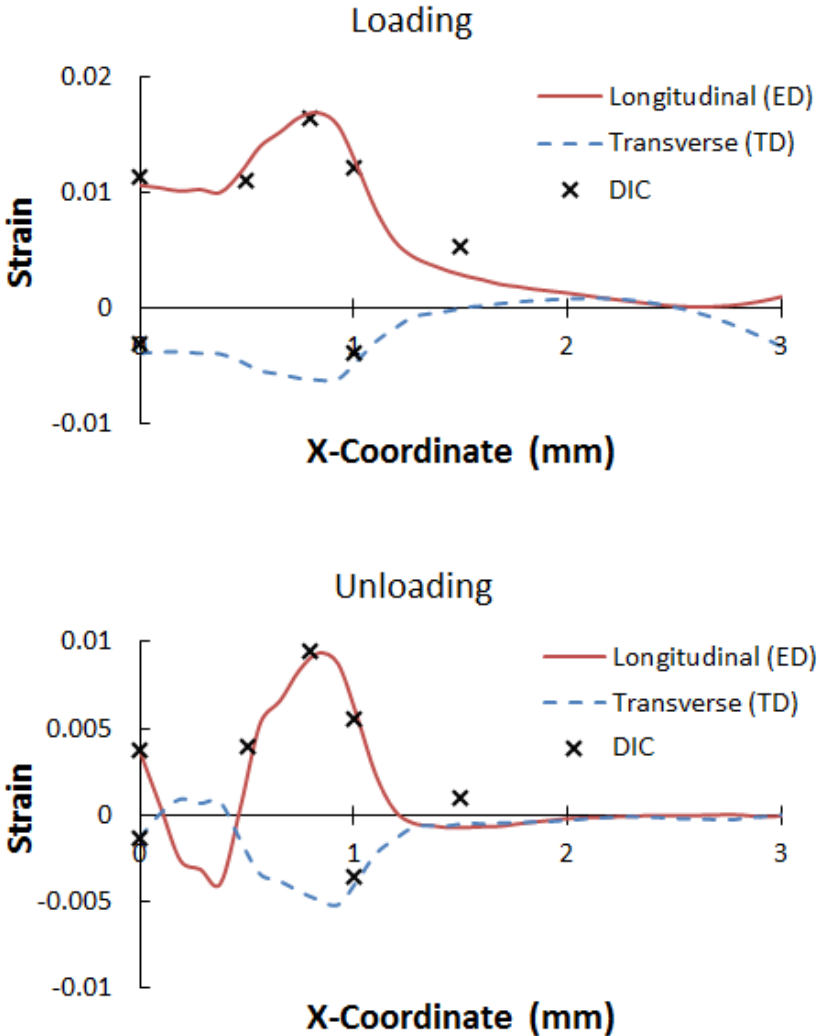 Loading
0.02
0.01
0
-0.01
Strain
1
2
3
X-Coordinate (mm)
Longitudinal (ED)
Transverse (TD)
DIC
Unloading
0.01
0.005
0
-0.005
-0.01
Strain
0
1
2
3
X-Coordinate (mm)
Longitudinal (ED)
Transverse (TD)
DIC